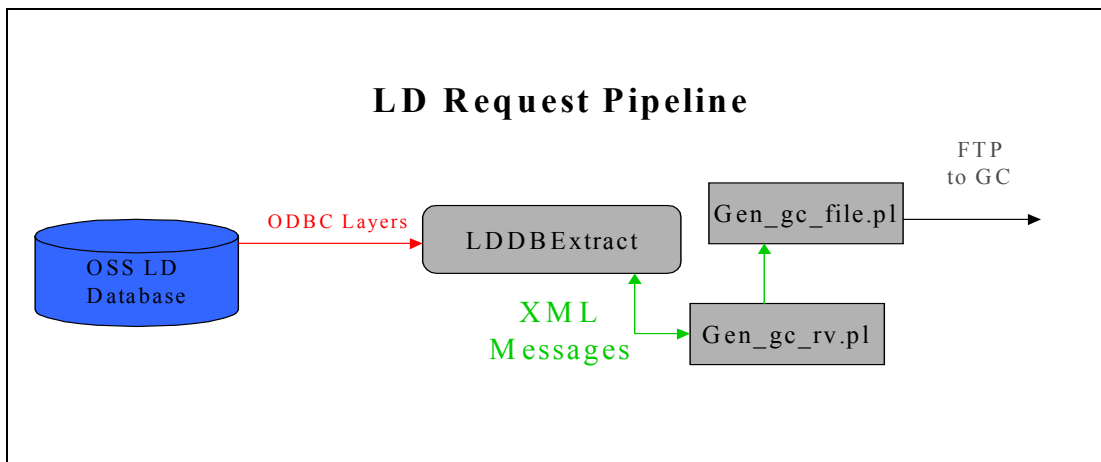 LD Request Pipeline
FTP
to GC
ODBC Layers
Gen_gc_file.pl
LDDBExtract
OSS LD
Database
XML
Messages
Gen_gc_rv.pl